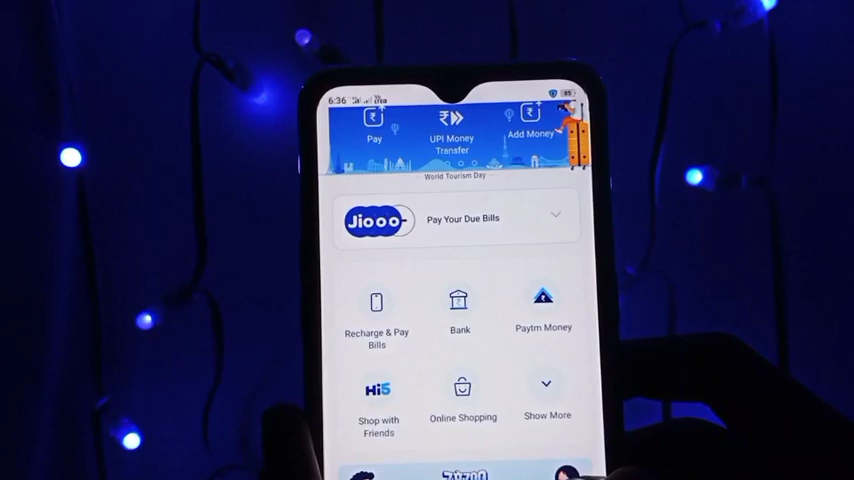 6:36
85
Pay
UPI Money
Transfer
Add Money
World Tourism Day
Jiooo
Pay Your Due Bills
Recharge & Pay
Bills
Bank
Paytm Money
Hi5
Shop with
Friends
Online Shopping
Show More